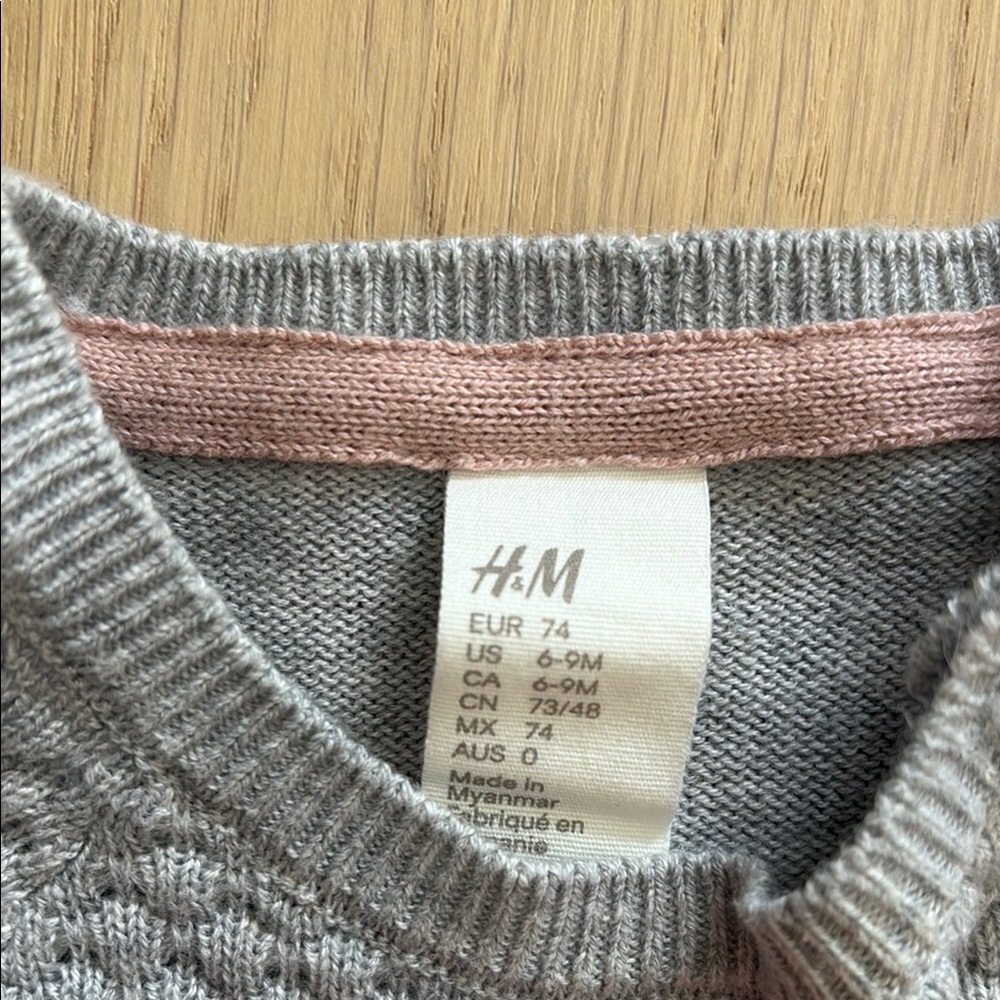 H&M
EUR 74
US 6-9M
CA 6-9M
CN 73/48
MX 74
AUS 0
Made in
Myanmar
abriqué en